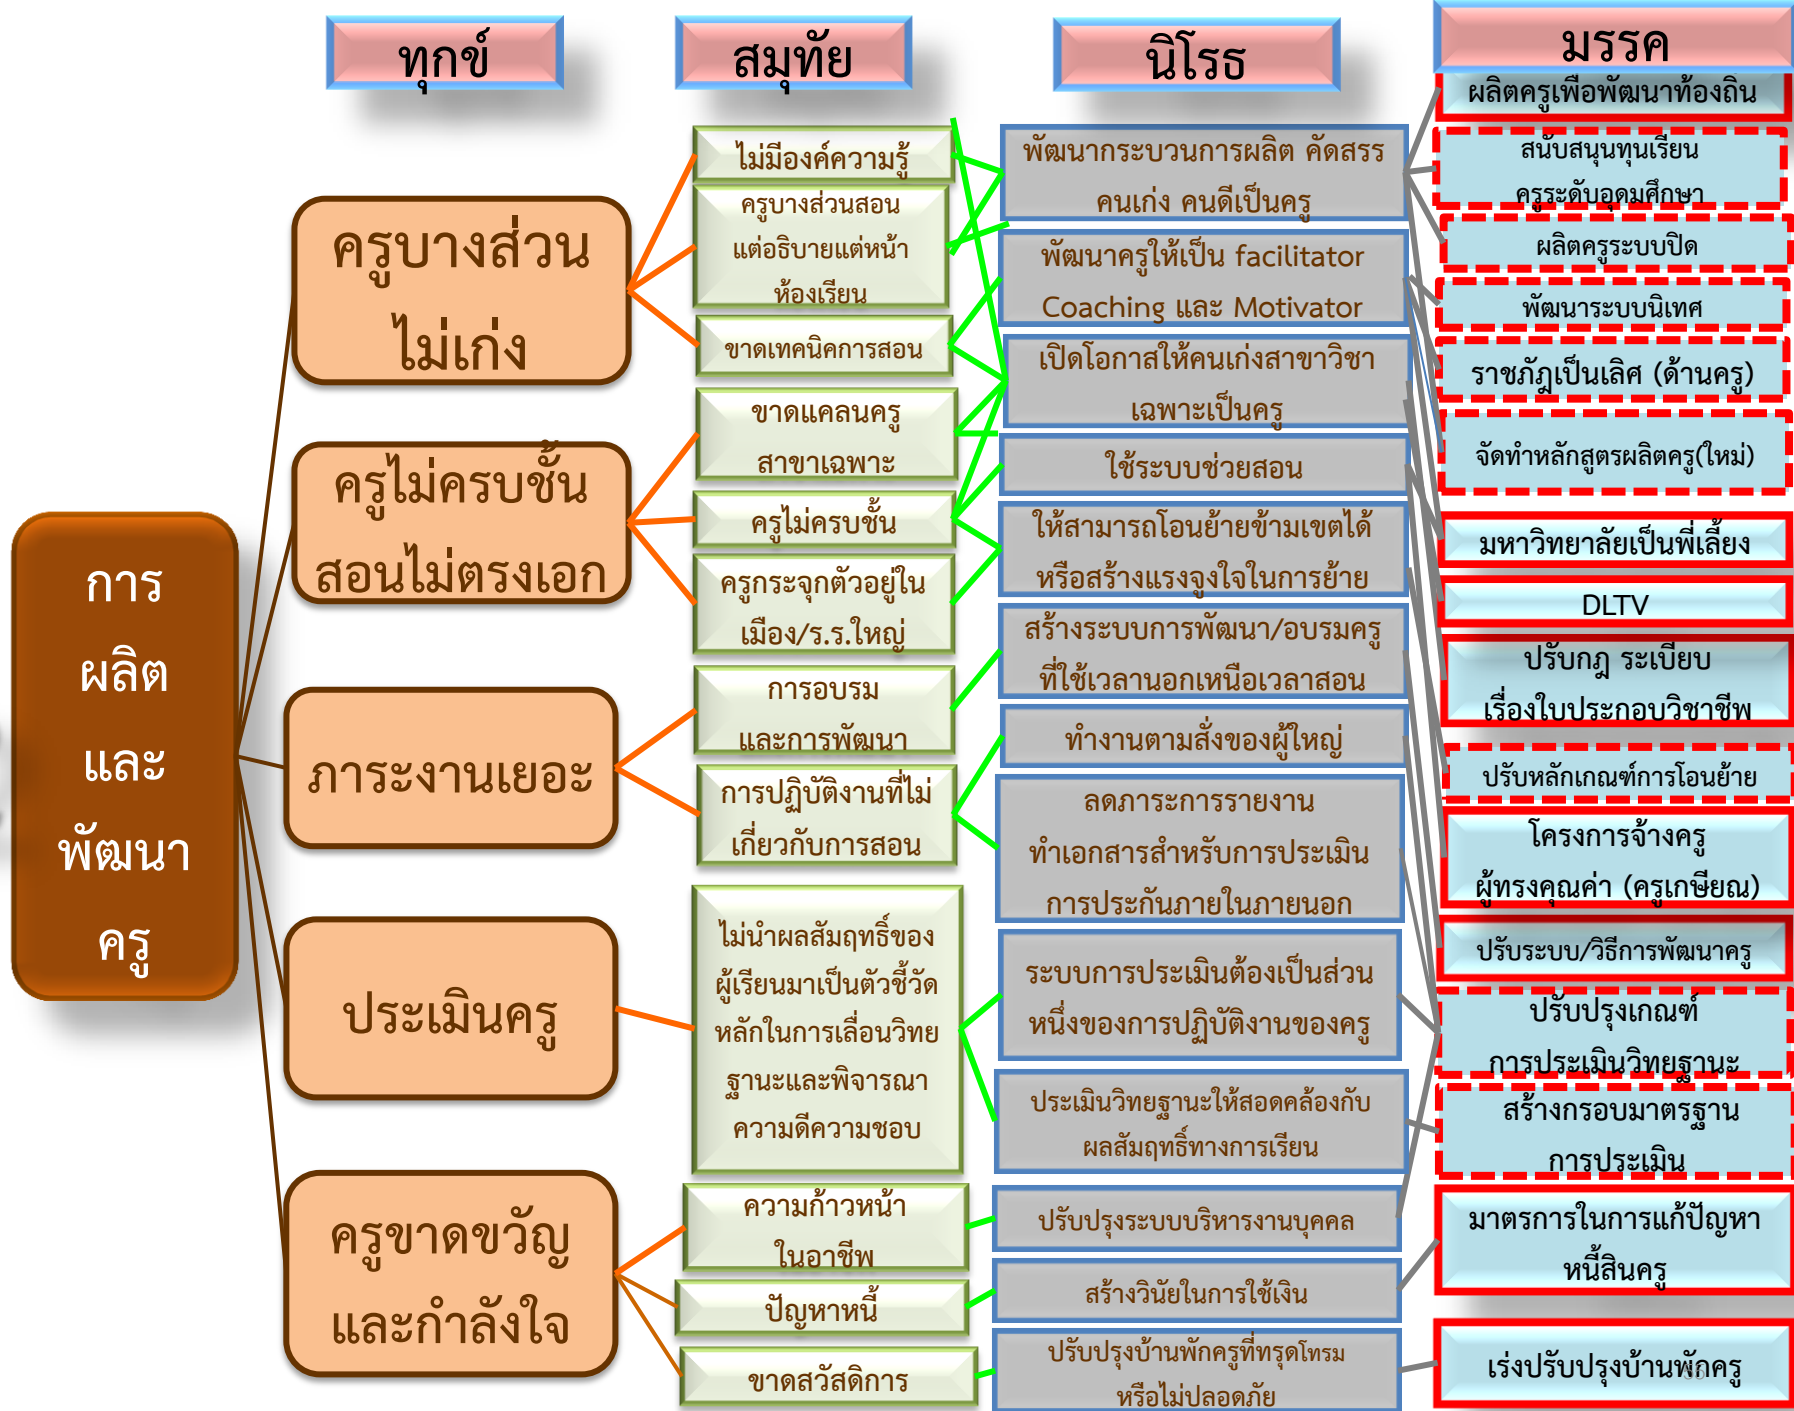 ทุกข์
สมุทัย
นิโรธ
มรรค
การ
ผลิต
และ
พัฒนา
ครู
ครูบางส่วน
ไม่เก่ง
ครูไม่ครบชั้น
สอนไม่ตรงเอก
ภาระงานเยอะ
ประเมินครู
ครูขาดขวัญ
และกำลังใจ
ไม่มีองค์ความรู้
ครูบางส่วนสอน
แต่อธิบายแต่หน้า
ห้องเรียน
ขาดเทคนิคการสอน
ขาดแคลนครู
สาขาเฉพาะ
ครูไม่ครบชั้น
ครูกระจุกตัวอยู่ใน
เมือง/ร.ร.ใหญ่
การอบรม
และการพัฒนา
การปฏิบัติงานที่ไม่
เกี่ยวกับการสอน
ไม่นำผลสัมฤทธิ์ของ
ผู้เรียนมาเป็นตัวชี้วัด
หลักในการเลื่อนวิทย
ฐานะและพิจารณา
ความดีความชอบ
ความก้าวหน้า
ในอาชีพ
ปัญหาหนี้
ขาดสวัสดิการ
พัฒนากระบวนการผลิต คัดสรร
คนเก่ง คนดีเป็นครู
พัฒนาครูให้เป็น facilitator
Coaching และ Motivator
เปิดโอกาสให้คนเก่งสาขาวิชา
เฉพาะเป็นครู
ใช้ระบบช่วยสอน
ให้สามารถโอนย้ายข้ามเขตได้
หรือสร้างแรงจูงใจในการย้าย
สร้างระบบการพัฒนา/อบรมครู
ที่ใช้เวลานอกเหนือเวลาสอน
ทำงานตามสั่งของผู้ใหญ่
ลดภาระการรายงาน
ทำเอกสารสำหรับการประเมิน
การประกันภายในภายนอก
ระบบการประเมินต้องเป็นส่วน
หนึ่งของการปฏิบัติงานของครู
ประเมินวิทยฐานะให้สอดคล้องกับ
ผลสัมฤทธิ์ทางการเรียน
ปรับปรุงระบบบริหารงานบุคคล
สร้างวินัยในการใช้เงิน
ปรับปรุงบ้านพักครูที่ทรุดโทรม
หรือไม่ปลอดภัย
ผลิตครูเพื่อพัฒนาท้องถิ่น
สนับสนุนทุนเรียน
ครูระดับอุดมศึกษา
ผลิตครูระบบปิด
พัฒนาระบบนิเทศ
ราชภัฏเป็นเลิศ (ด้านครู)
จัดทำหลักสูตรผลิตครู(ใหม่)
มหาวิทยาลัยเป็นพี่เลี้ยง
DLTV
ปรับกฎ ระเบียบ
เรื่องใบประกอบวิชาชีพ
ปรับหลักเกณฑ์การโอนย้าย
โครงการจ้างครู
ผู้ทรงคุณค่า (ครูเกษียณ)
ปรับระบบ/วิธีการพัฒนาครู
ปรับปรุงเกณฑ์
การประเมินวิทยฐานะ
สร้างกรอบมาตรฐาน
การประเมิน
มาตรการในการแก้ปัญหา
หนี้สินครู
เร่งปรับปรุงบ้านพักครู